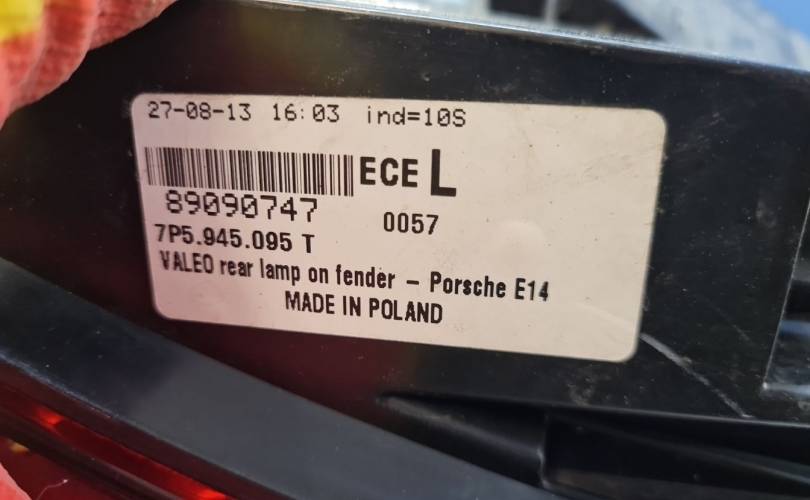 27-08-13 16:03 ind=10S
ECE L
89090747
0057
7P5.945.095 T
VALEO rear lamp on fender – Porsche E14
MADE IN POLAND